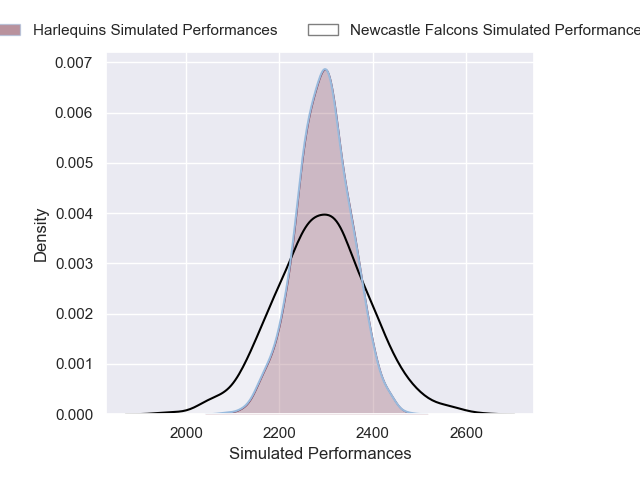 Harlequins Simulated Performances
Newcastle Falcons Simulated Performance
0.007
0.006
0.005
0.004
0.003
0.002
0.001
0.000
Density
2000 2200 2400 2600
Simulated Performances